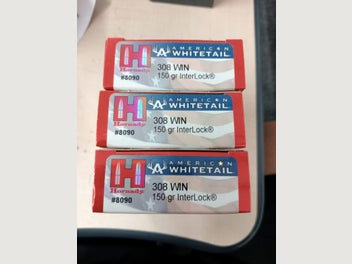 H
Hornady
#8090
AMERICAN
WHITETAIL
308 WIN
150 gr InterLock®
H
Hornady
#8090
AMERICAN
WHITETAIL
308 WIN
150 gr InterLock®
H
Hornady
#8090
AMERICAN
WHITETAIL
308 WIN
150 gr InterLock®